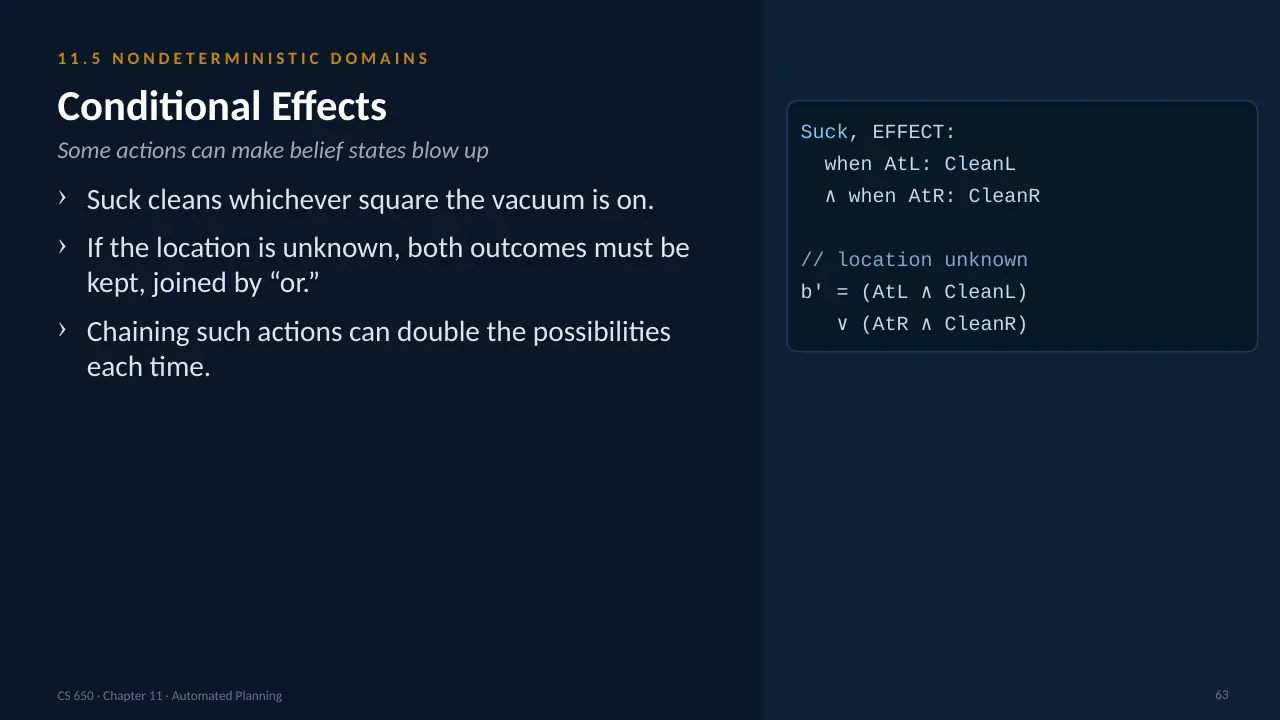 11.5 NONDETERMINISTIC DOMAINS
Conditional Effects
Some actions can make belief states blow up
› Suck cleans whichever square the vacuum is on.
› If the location is unknown, both outcomes must be
kept, joined by “or.”
› Chaining such actions can double the possibilities
each time.
Suck, EFFECT:
when AtL: CleanL
∧ when AtR: CleanR
// location unknown
b' = (AtL ∧ CleanL)
∨ (AtR ∧ CleanR)
CS 650 · Chapter 11 · Automated Planning
63